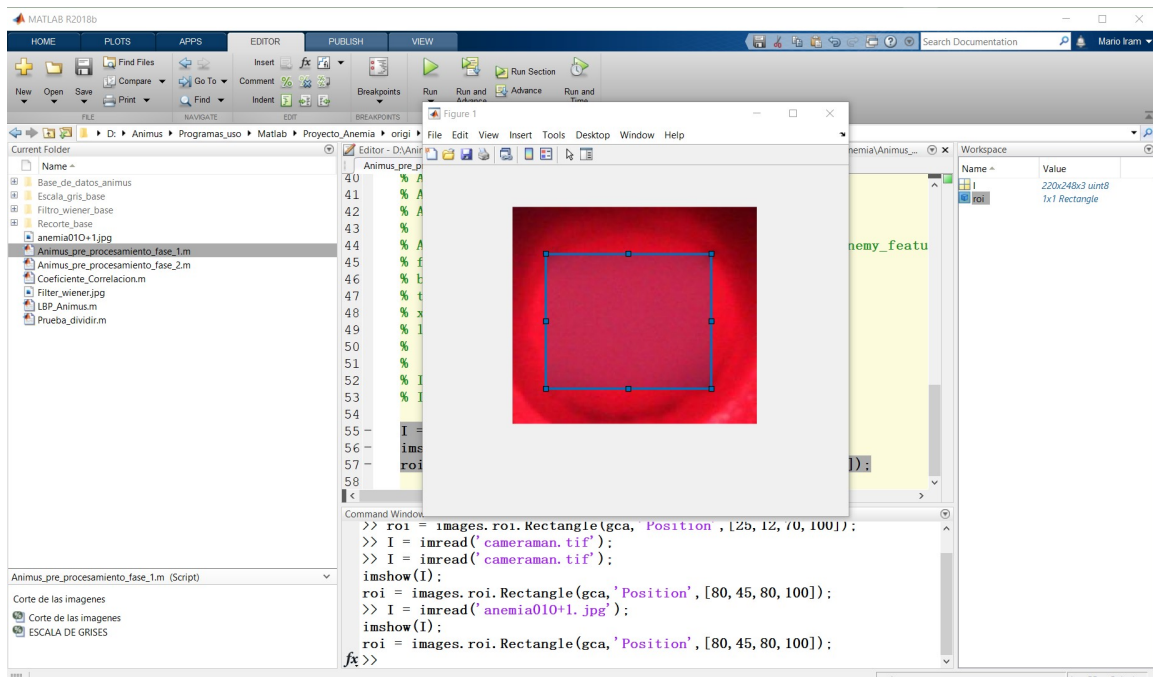 MATLAB R2018b
HOME PLOTS APPS EDITOR PUBLISH VIEW
Search Documentation
Mario Iram
New
Open
Save
Find Files
Compare
Print
Go To
Find
Insert
Comment
Indent
fx
Breakpoints
Run
Run and
Advance
Run Section
Advance
Run and
Time
FILE NAVIGATE EDIT BREAKPOINTS
D: Animus Programas_uso Matlab Proyecto_Anemia origi
Current Folder
Name
Base_de_datos_animus
Escala_gris_base
Filtro_wiener_base
Recorte_base
anemia01O+1.jpg
Animus_pre_procesamiento_fase_1.m
Animus_pre_procesamiento_fase_2.m
Coeficiente_Correlacion.m
Filter_wiener.jpg
LBP_Animus.m
Prueba_dividir.m
Animus_pre_procesamiento_fase_1.m (Script)
Corte de las imagenes
Corte de las imagenes
ESCALA DE GRISES
Editor - D:\Anim
nemia\Animus_...
Animus_pre_p
40 % A
41 % A
42 % A
43 %
44 % A
nemy_featu
45 % f
46 % b
47 % t
48 % x
49 % l
50 %
51 %
52 % I
53 % I
54
55 - I =
56 - ims
57 - roi
]);
58
Figure 1
File Edit View Insert Tools Desktop Window Help
Command Window
>> roi = images.roi.Rectangle(gca,'Position',[25,12,70,100]);
>> I = imread('cameraman.tif');
>> I = imread('cameraman.tif');
imshow(I);
roi = images.roi.Rectangle(gca,'Position',[80,45,80,100]);
>> I = imread('anemia01O+1.jpg');
imshow(I);
roi = images.roi.Rectangle(gca,'Position',[80,45,80,100]);
fx >>
Workspace
Name Value
I 220x248x3 uint8
roi 1x1 Rectangle